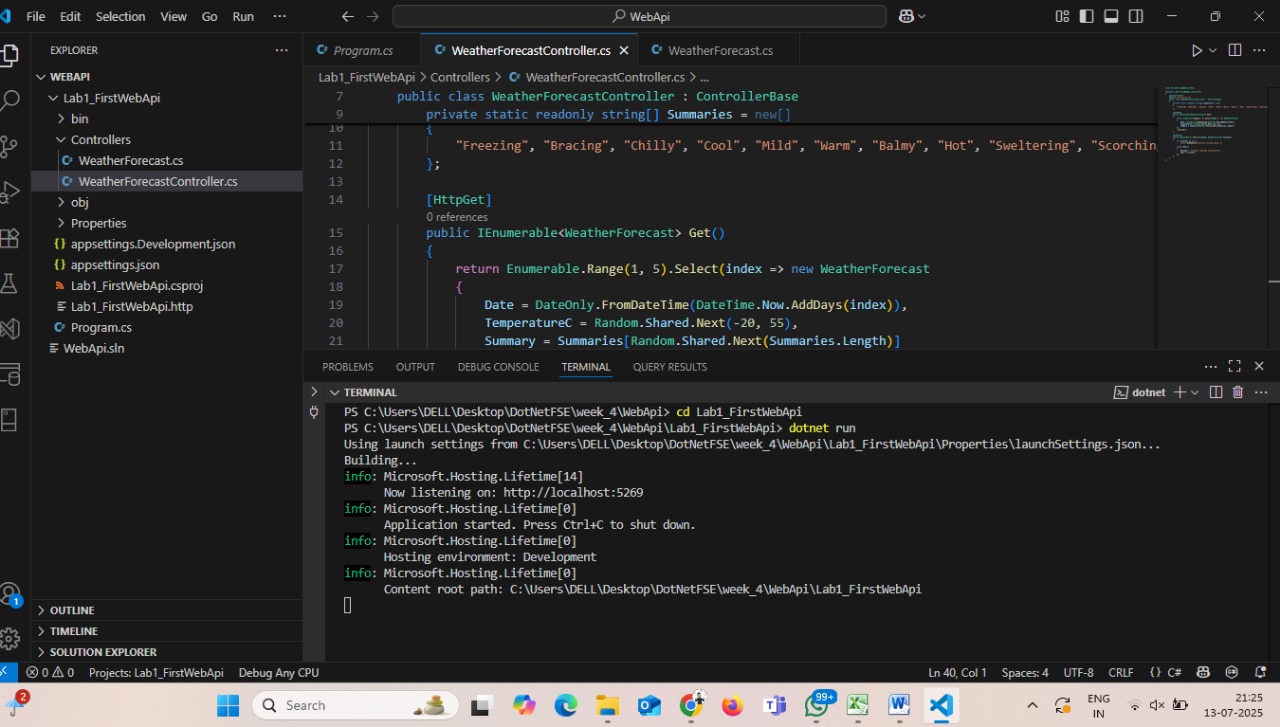 File Edit Selection View Go Run ···
WebApi
EXPLORER
WEBAPI
Lab1_FirstWebApi
bin
Controllers
WeatherForecast.cs
WeatherForecastController.cs
obj
Properties
{} appsettings.Development.json
{} appsettings.json
Lab1_FirstWebApi.csproj
Lab1_FirstWebApi.http
Program.cs
WebApi.sln
OUTLINE
TIMELINE
SOLUTION EXPLORER
Program.cs WeatherForecastController.cs WeatherForecast.cs
Lab1_FirstWebApi > Controllers > WeatherForecastController.cs > ...
7 public class WeatherForecastController : ControllerBase
9 private static readonly string[] Summaries = new[]
10 {
11 "Freezing", "Bracing", "Chilly", "Cool", "Mild", "Warm", "Balmy", "Hot", "Sweltering", "Scorching
12 };
13
14 [HttpGet]
0 references
15 public IEnumerable<WeatherForecast> Get()
16 {
17 return Enumerable.Range(1, 5).Select(index => new WeatherForecast
18 {
19 Date = DateOnly.FromDateTime(DateTime.Now.AddDays(index)),
20 TemperatureC = Random.Shared.Next(-20, 55),
21 Summary = Summaries[Random.Shared.Next(Summaries.Length)]
PROBLEMS OUTPUT DEBUG CONSOLE TERMINAL QUERY RESULTS
TERMINAL
dotnet
PS C:\Users\DELL\Desktop\DotNetFSE\week_4\WebApi> cd Lab1_FirstWebApi
PS C:\Users\DELL\Desktop\DotNetFSE\week_4\WebApi\Lab1_FirstWebApi> dotnet run
Using launch settings from C:\Users\DELL\Desktop\DotNetFSE\week_4\WebApi\Lab1_FirstWebApi\Properties\launchSettings.json...
Building...
info: Microsoft.Hosting.Lifetime[14]
Now listening on: http://localhost:5269
info: Microsoft.Hosting.Lifetime[0]
Application started. Press Ctrl+C to shut down.
info: Microsoft.Hosting.Lifetime[0]
Hosting environment: Development
info: Microsoft.Hosting.Lifetime[0]
Content root path: C:\Users\DELL\Desktop\DotNetFSE\week_4\WebApi\Lab1_FirstWebApi
1
0 0 Projects: Lab1_FirstWebApi Debug Any CPU
Ln 40, Col 1 Spaces: 4 UTF-8 CRLF {} C#
2
Search
99+
ENG
IN
21:25
13-07-2025